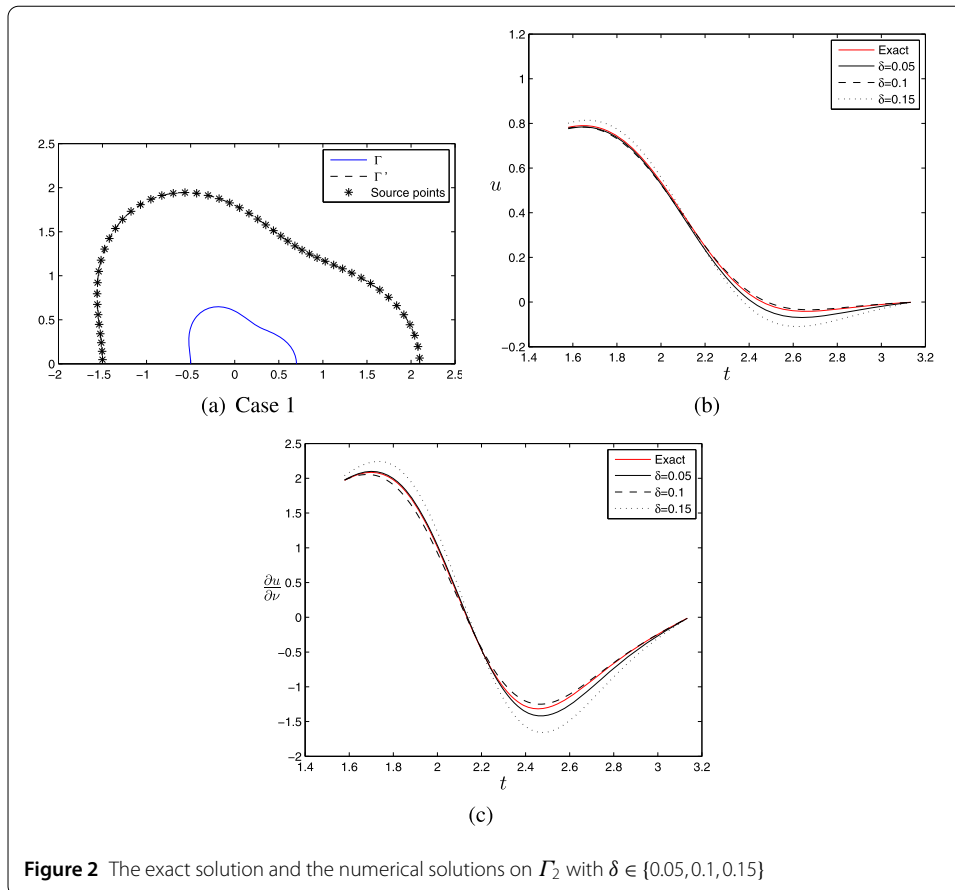 2.5
2
1.5
1
0.5
0
−2 −1.5 −1 −0.5 0 0.5 1 1.5 2 2.5
Γ
Γ'
Source points
(a) Case 1
1.2
1
0.8
0.6
0.4
0.2
0
−0.2
u
1.4 1.6 1.8 2 2.2 2.4 2.6 2.8 3 3.2
t
Exact
δ=0.05
δ=0.1
δ=0.15
(b)
2.5
2
1.5
1
0.5
0
−0.5
−1
−1.5
−2
∂u/∂ν
1.4 1.6 1.8 2 2.2 2.4 2.6 2.8 3 3.2
t
Exact
δ=0.05
δ=0.1
δ=0.15
(c)
Figure 2 The exact solution and the numerical solutions on Γ₂ with δ ∈ {0.05, 0.1, 0.15}